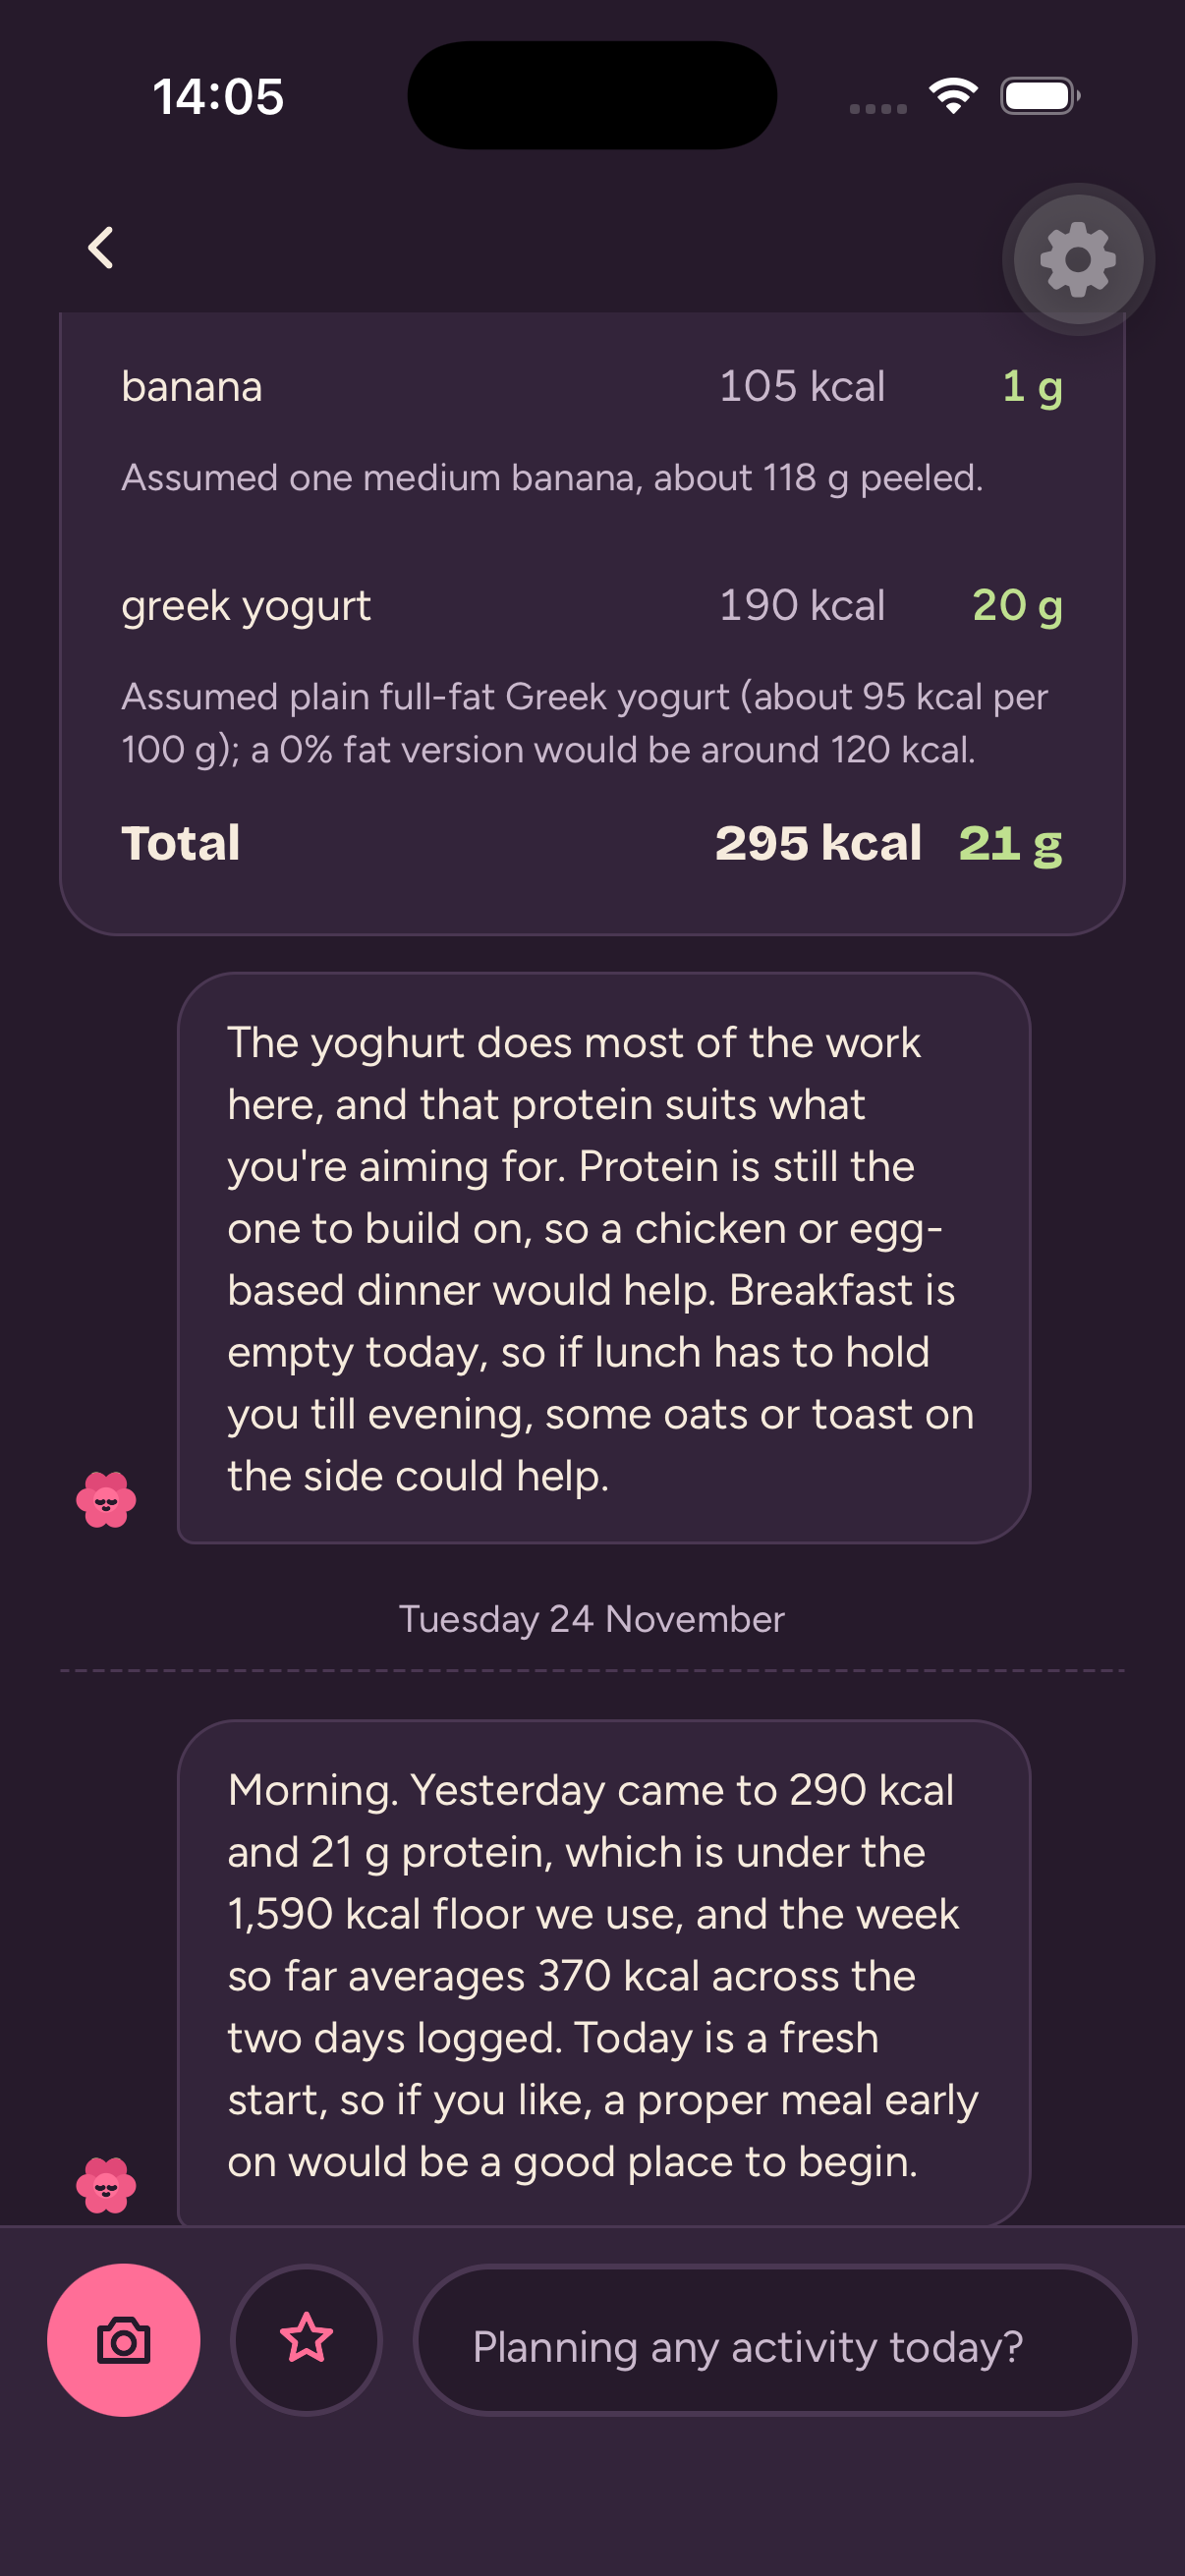 14:05
banana 105 kcal 1 g
Assumed one medium banana, about 118 g peeled.
greek yogurt 190 kcal 20 g
Assumed plain full-fat Greek yogurt (about 95 kcal per
100 g); a 0% fat version would be around 120 kcal.
Total 295 kcal 21 g
The yoghurt does most of the work
here, and that protein suits what
you're aiming for. Protein is still the
one to build on, so a chicken or egg-
based dinner would help. Breakfast is
empty today, so if lunch has to hold
you till evening, some oats or toast on
the side could help.
Tuesday 24 November
Morning. Yesterday came to 290 kcal
and 21 g protein, which is under the
1,590 kcal floor we use, and the week
so far averages 370 kcal across the
two days logged. Today is a fresh
start, so if you like, a proper meal early
on would be a good place to begin.
Planning any activity today?